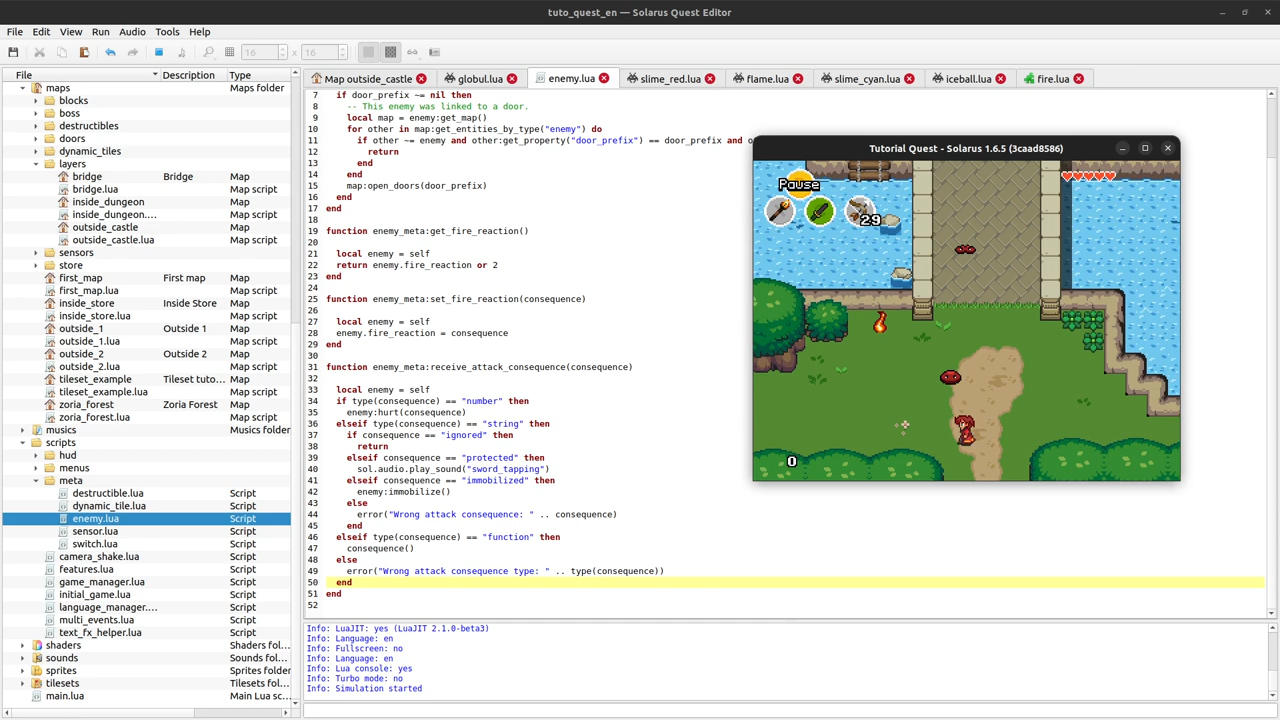 tuto_quest_en — Solarus Quest Editor
File Edit View Run Audio Tools Help
16 x 16
File Description Type
maps Maps folder
blocks
boss
destructibles
doors
dynamic_tiles
layers
bridge Bridge Map
bridge.lua Map script
inside_dungeon Map
inside_dungeon.... Map script
outside_castle Map
outside_castle.lua Map script
sensors
store
first_map First map Map
first_map.lua Map script
inside_store Inside Store Map
inside_store.lua Map script
outside_1 Outside 1 Map
outside_1.lua Map script
outside_2 Outside 2 Map
outside_2.lua Map script
tileset_example Tileset tuto... Map
tileset_example.lua Map script
zoria_forest Zoria Forest Map
zoria_forest.lua Map script
musics Musics folder
scripts Scripts folder
hud
menus
meta
destructible.lua Script
dynamic_tile.lua Script
enemy.lua Script
sensor.lua Script
switch.lua Script
camera_shake.lua Script
features.lua Script
game_manager.lua Script
initial_game.lua Script
language_manager.... Script
multi_events.lua Script
text_fx_helper.lua Script
shaders Shaders fol...
sounds Sounds fol...
sprites Sprites folder
tilesets Tilesets fol...
main.lua Main Lua sc...
Map outside_castle globul.lua enemy.lua slime_red.lua flame.lua slime_cyan.lua iceball.lua fire.lua
7 if door_prefix ~= nil then
8 -- This enemy was linked to a door.
9 local map = enemy:get_map()
10 for other in map:get_entities_by_type("enemy") do
11 if other ~= enemy and other:get_property("door_prefix") == door_prefix and o
12 return
13 end
14 end
15 map:open_doors(door_prefix)
16 end
17 end
18
19 function enemy_meta:get_fire_reaction()
20
21 local enemy = self
22 return enemy.fire_reaction or 2
23 end
24
25 function enemy_meta:set_fire_reaction(consequence)
26
27 local enemy = self
28 enemy.fire_reaction = consequence
29 end
30
31 function enemy_meta:receive_attack_consequence(consequence)
32
33 local enemy = self
34 if type(consequence) == "number" then
35 enemy:hurt(consequence)
36 elseif type(consequence) == "string" then
37 if consequence == "ignored" then
38 return
39 elseif consequence == "protected" then
40 sol.audio.play_sound("sword_tapping")
41 elseif consequence == "immobilized" then
42 enemy:immobilize()
43 else
44 error("Wrong attack consequence: " .. consequence)
45 end
46 elseif type(consequence) == "function" then
47 consequence()
48 else
49 error("Wrong attack consequence type: " .. type(consequence))
50 end
51 end
52
Tutorial Quest - Solarus 1.6.5 (3caad8586)
Pause
29
0
Info: LuaJIT: yes (LuaJIT 2.1.0-beta3)
Info: Language: en
Info: Fullscreen: no
Info: Language: en
Info: Lua console: yes
Info: Turbo mode: no
Info: Simulation started